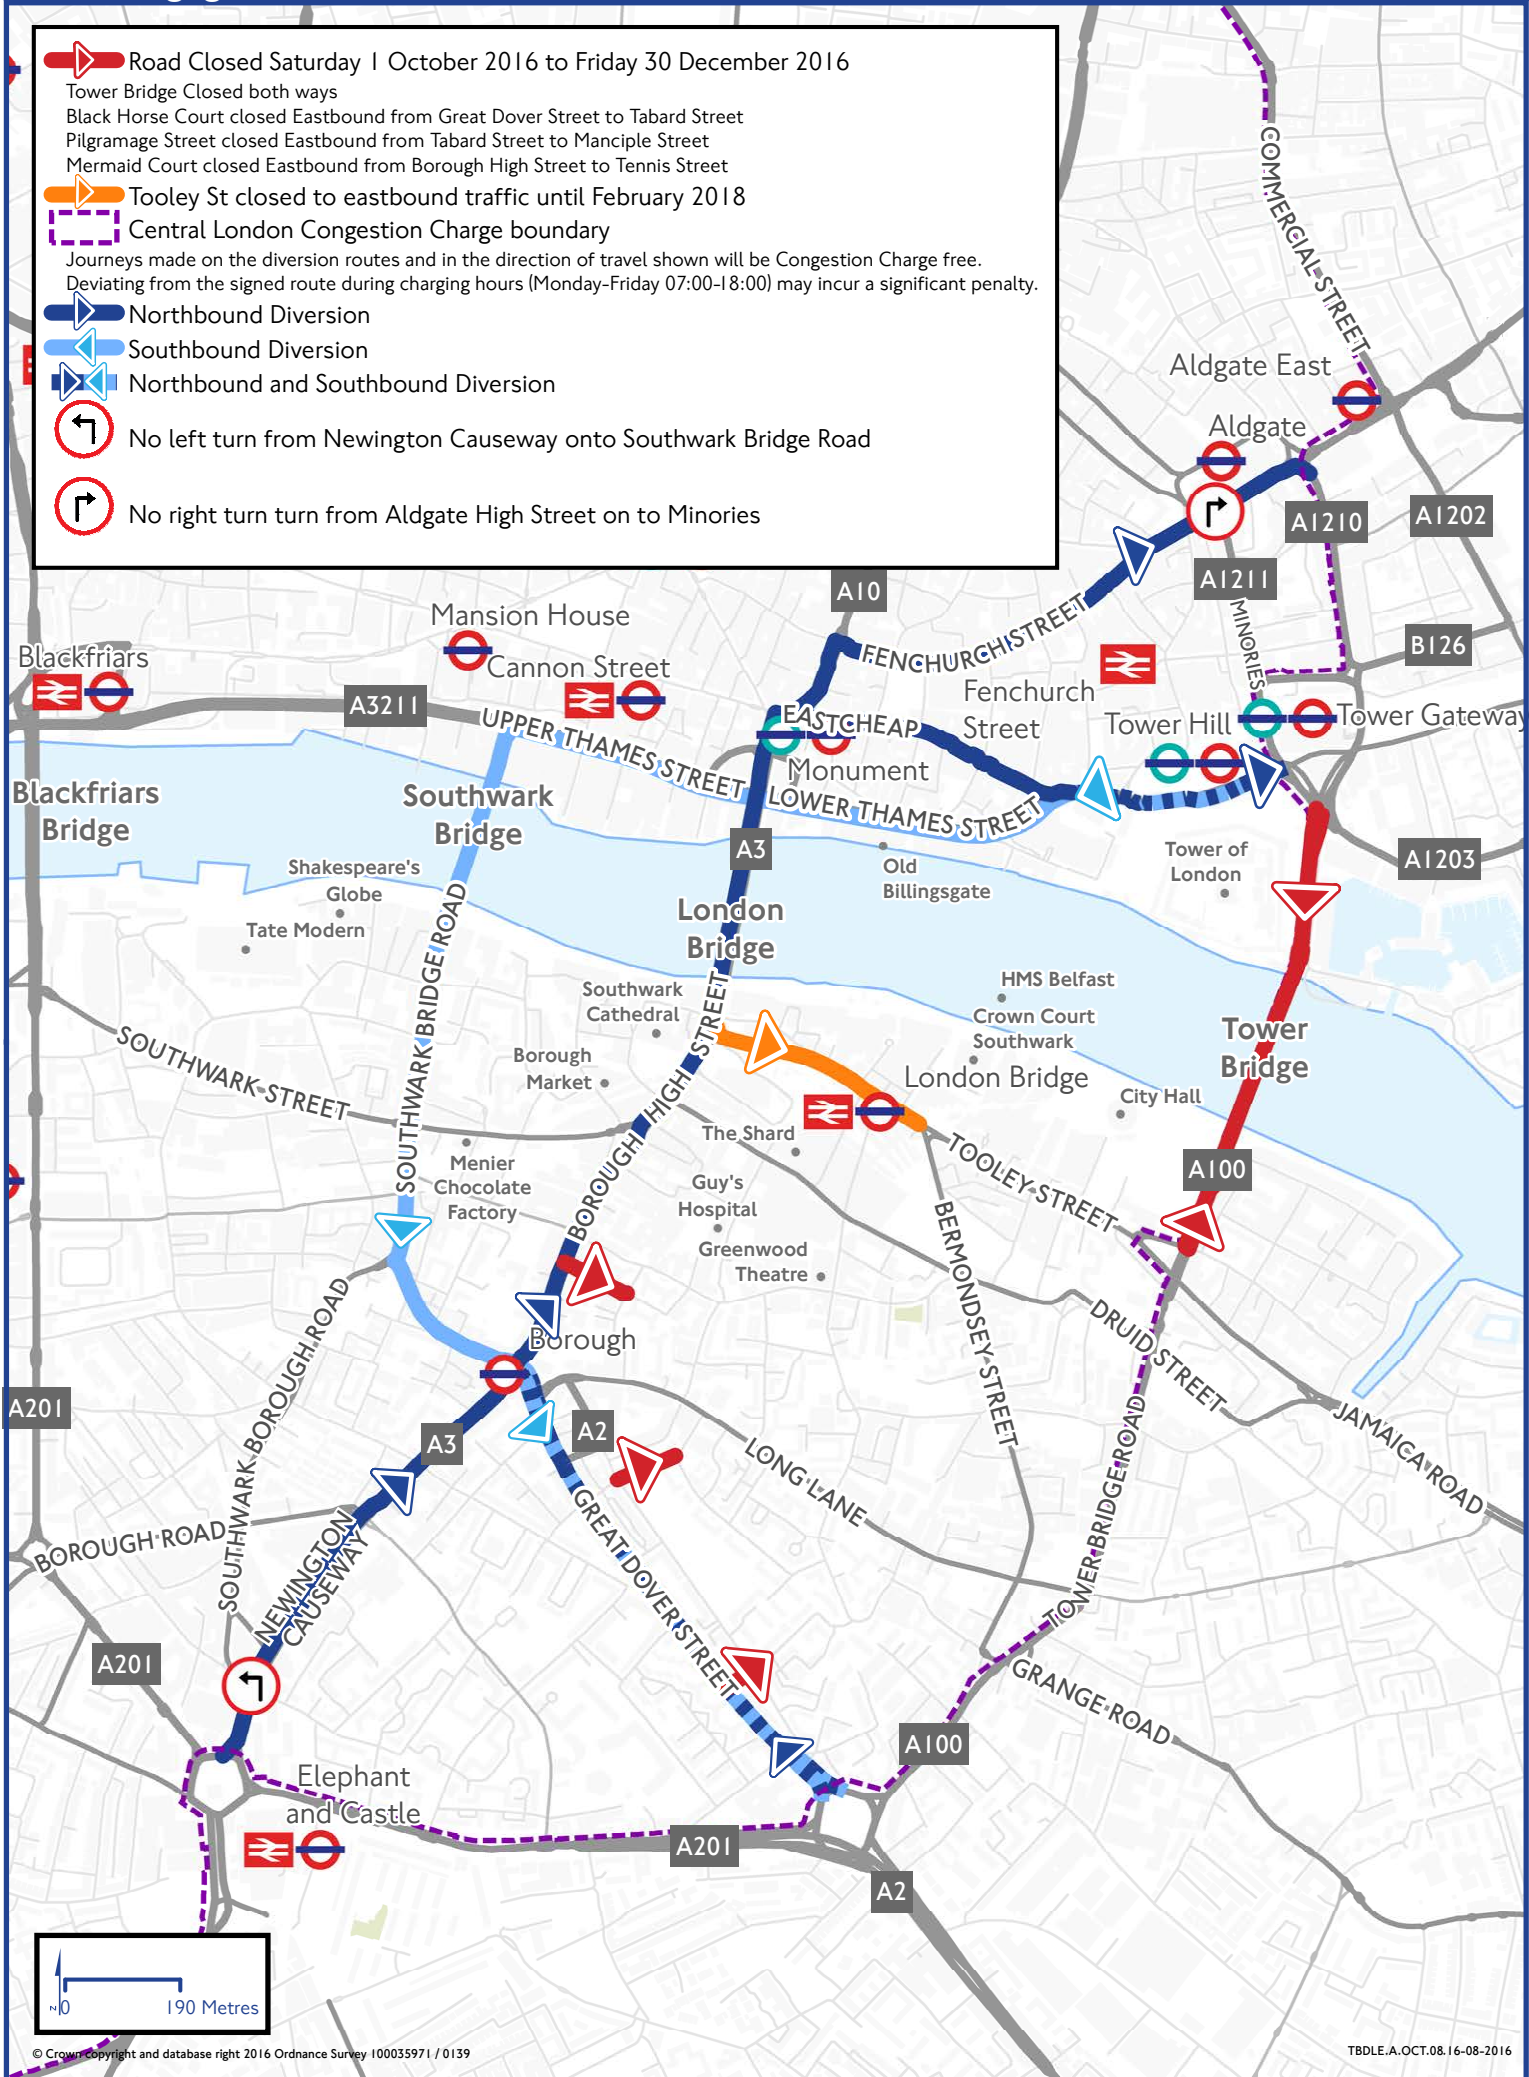 Road Closed Saturday 1 October 2016 to Friday 30 December 2016
Tower Bridge Closed both ways
Black Horse Court closed Eastbound from Great Dover Street to Tabard Street
Pilgramage Street closed Eastbound from Tabard Street to Manciple Street
Mermaid Court closed Eastbound from Borough High Street to Tennis Street
Tooley St closed to eastbound traffic until February 2018
Central London Congestion Charge boundary
Journeys made on the diversion routes and in the direction of travel shown will be Congestion Charge free.
Deviating from the signed route during charging hours (Monday-Friday 07:00-18:00) may incur a significant penalty.
Northbound Diversion
Southbound Diversion
Northbound and Southbound Diversion
No left turn from Newington Causeway onto Southwark Bridge Road
No right turn turn from Aldgate High Street on to Minories
COMMERCIAL STREET
Aldgate East
Aldgate
A1210
A1202
A1211
A10
MINORIES
B126
FENCHURCH STREET
Mansion House
Blackfriars
Cannon Street
A3211
UPPER THAMES STREET
EASTCHEAP
Fenchurch
Street
Tower Hill
Tower Gateway
Monument
LOWER THAMES STREET
Blackfriars
Bridge
Southwark
Bridge
A3
Old
Billingsgate
Tower of
London
A1203
Shakespeare's
Globe
Tate Modern
London
Bridge
SOUTHWARK BRIDGE ROAD
Southwark
Cathedral
HMS Belfast
Crown Court
Southwark
Tower
Bridge
SOUTHWARK STREET
Borough
Market
BOROUGH HIGH STREET
London Bridge
City Hall
The Shard
TOOLEY STREET
A100
Menier
Chocolate
Factory
Guy's
Hospital
Greenwood
Theatre
BERMONDSEY STREET
DRUID STREET
Borough
SOUTHWARK BOROUGH ROAD
A201
A3
A2
LONG LANE
JAMAICA ROAD
TOWER BRIDGE ROAD
GREAT DOVER STREET
BOROUGH ROAD
NEWINGTON
CAUSEWAY
A201
GRANGE ROAD
A100
Elephant
and Castle
A201
A2
N
0
190 Metres
© Crown copyright and database right 2016 Ordnance Survey 100035971 / 0139
TBDLE.A.OCT.08.16-08-2016